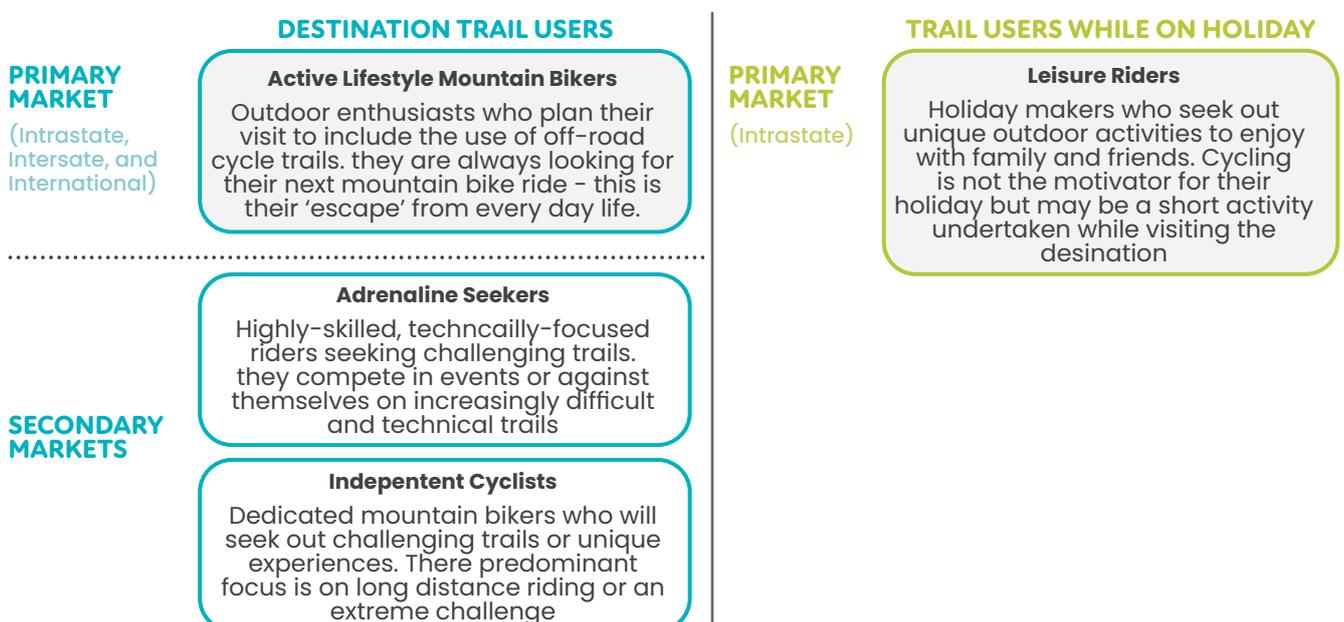 DESTINATION TRAIL USERS
PRIMARY
MARKET
(Intrastate,
Intersate, and
International)
Active Lifestyle Mountain Bikers
Outdoor enthusiasts who plan their
visit to include the use of off-road
cycle trails. they are always looking for
their next mountain bike ride - this is
their ‘escape’ from every day life.
SECONDARY
MARKETS
Adrenaline Seekers
Highly-skilled, techncailly-focused
riders seeking challenging trails.
they compete in events or against
themselves on increasingly difficult
and technical trails
Indepentent Cyclists
Dedicated mountain bikers who will
seek out challenging trails or unique
experiences. There predominant
focus is on long distance riding or an
extreme challenge
TRAIL USERS WHILE ON HOLIDAY
PRIMARY
MARKET
(Intrastate)
Leisure Riders
Holiday makers who seek out
unique outdoor activities to enjoy
with family and friends. Cycling
is not the motivator for their
holiday but may be a short activity
undertaken while visiting the
desination